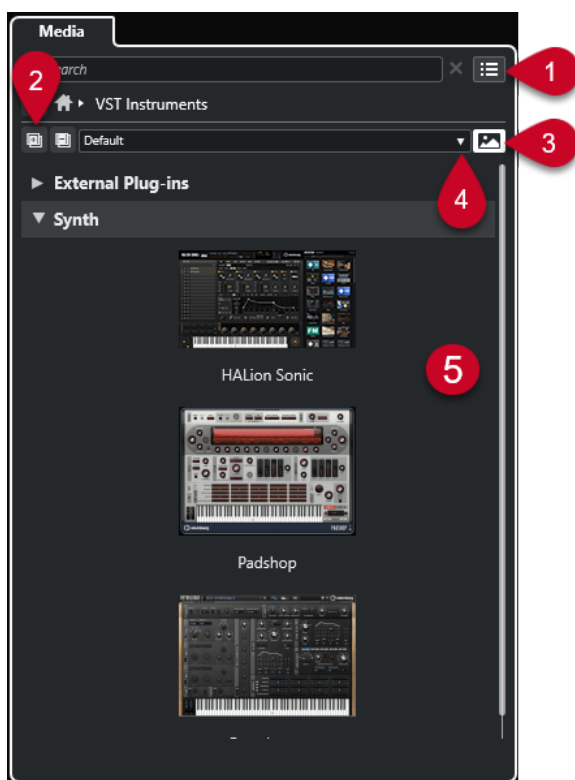 Media
earch
1
2
VST Instruments
Default
3
External Plug-ins
4
Synth
HALion Sonic
5
Padshop